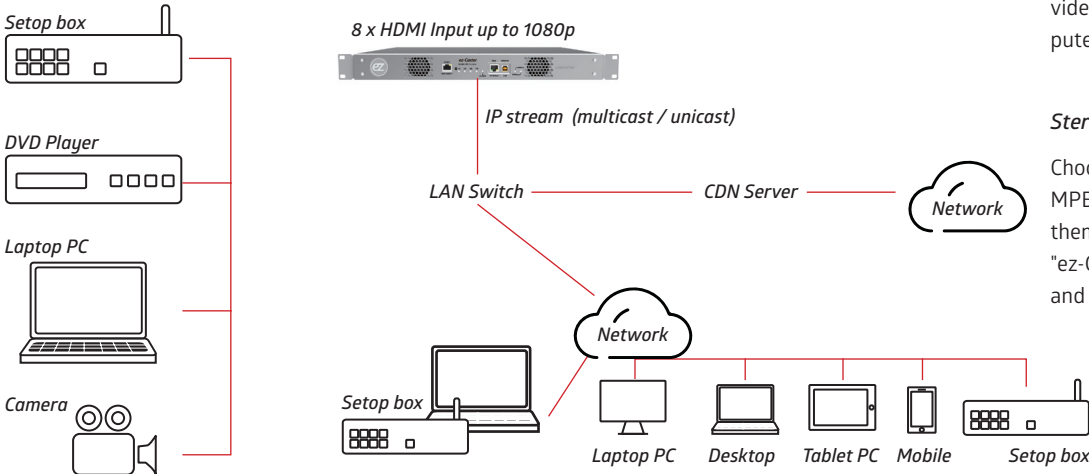 Setop box
DVD Player
Laptop PC
Camera
8 x HDMI Input up to 1080p
ez
IP stream (multicast / unicast)
LAN Switch
CDN Server
Network
Network
Setop box
Laptop PC
Desktop
Tablet PC
Mobile
Setop box
vide
pute
Ster
Choo
MPE
then
"ez-C
and